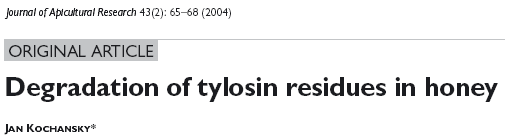 Journal of Apicultural Research 43(2): 65–68 (2004)
ORIGINAL ARTICLE
Degradation of tylosin residues in honey
JAN KOCHANSKY*